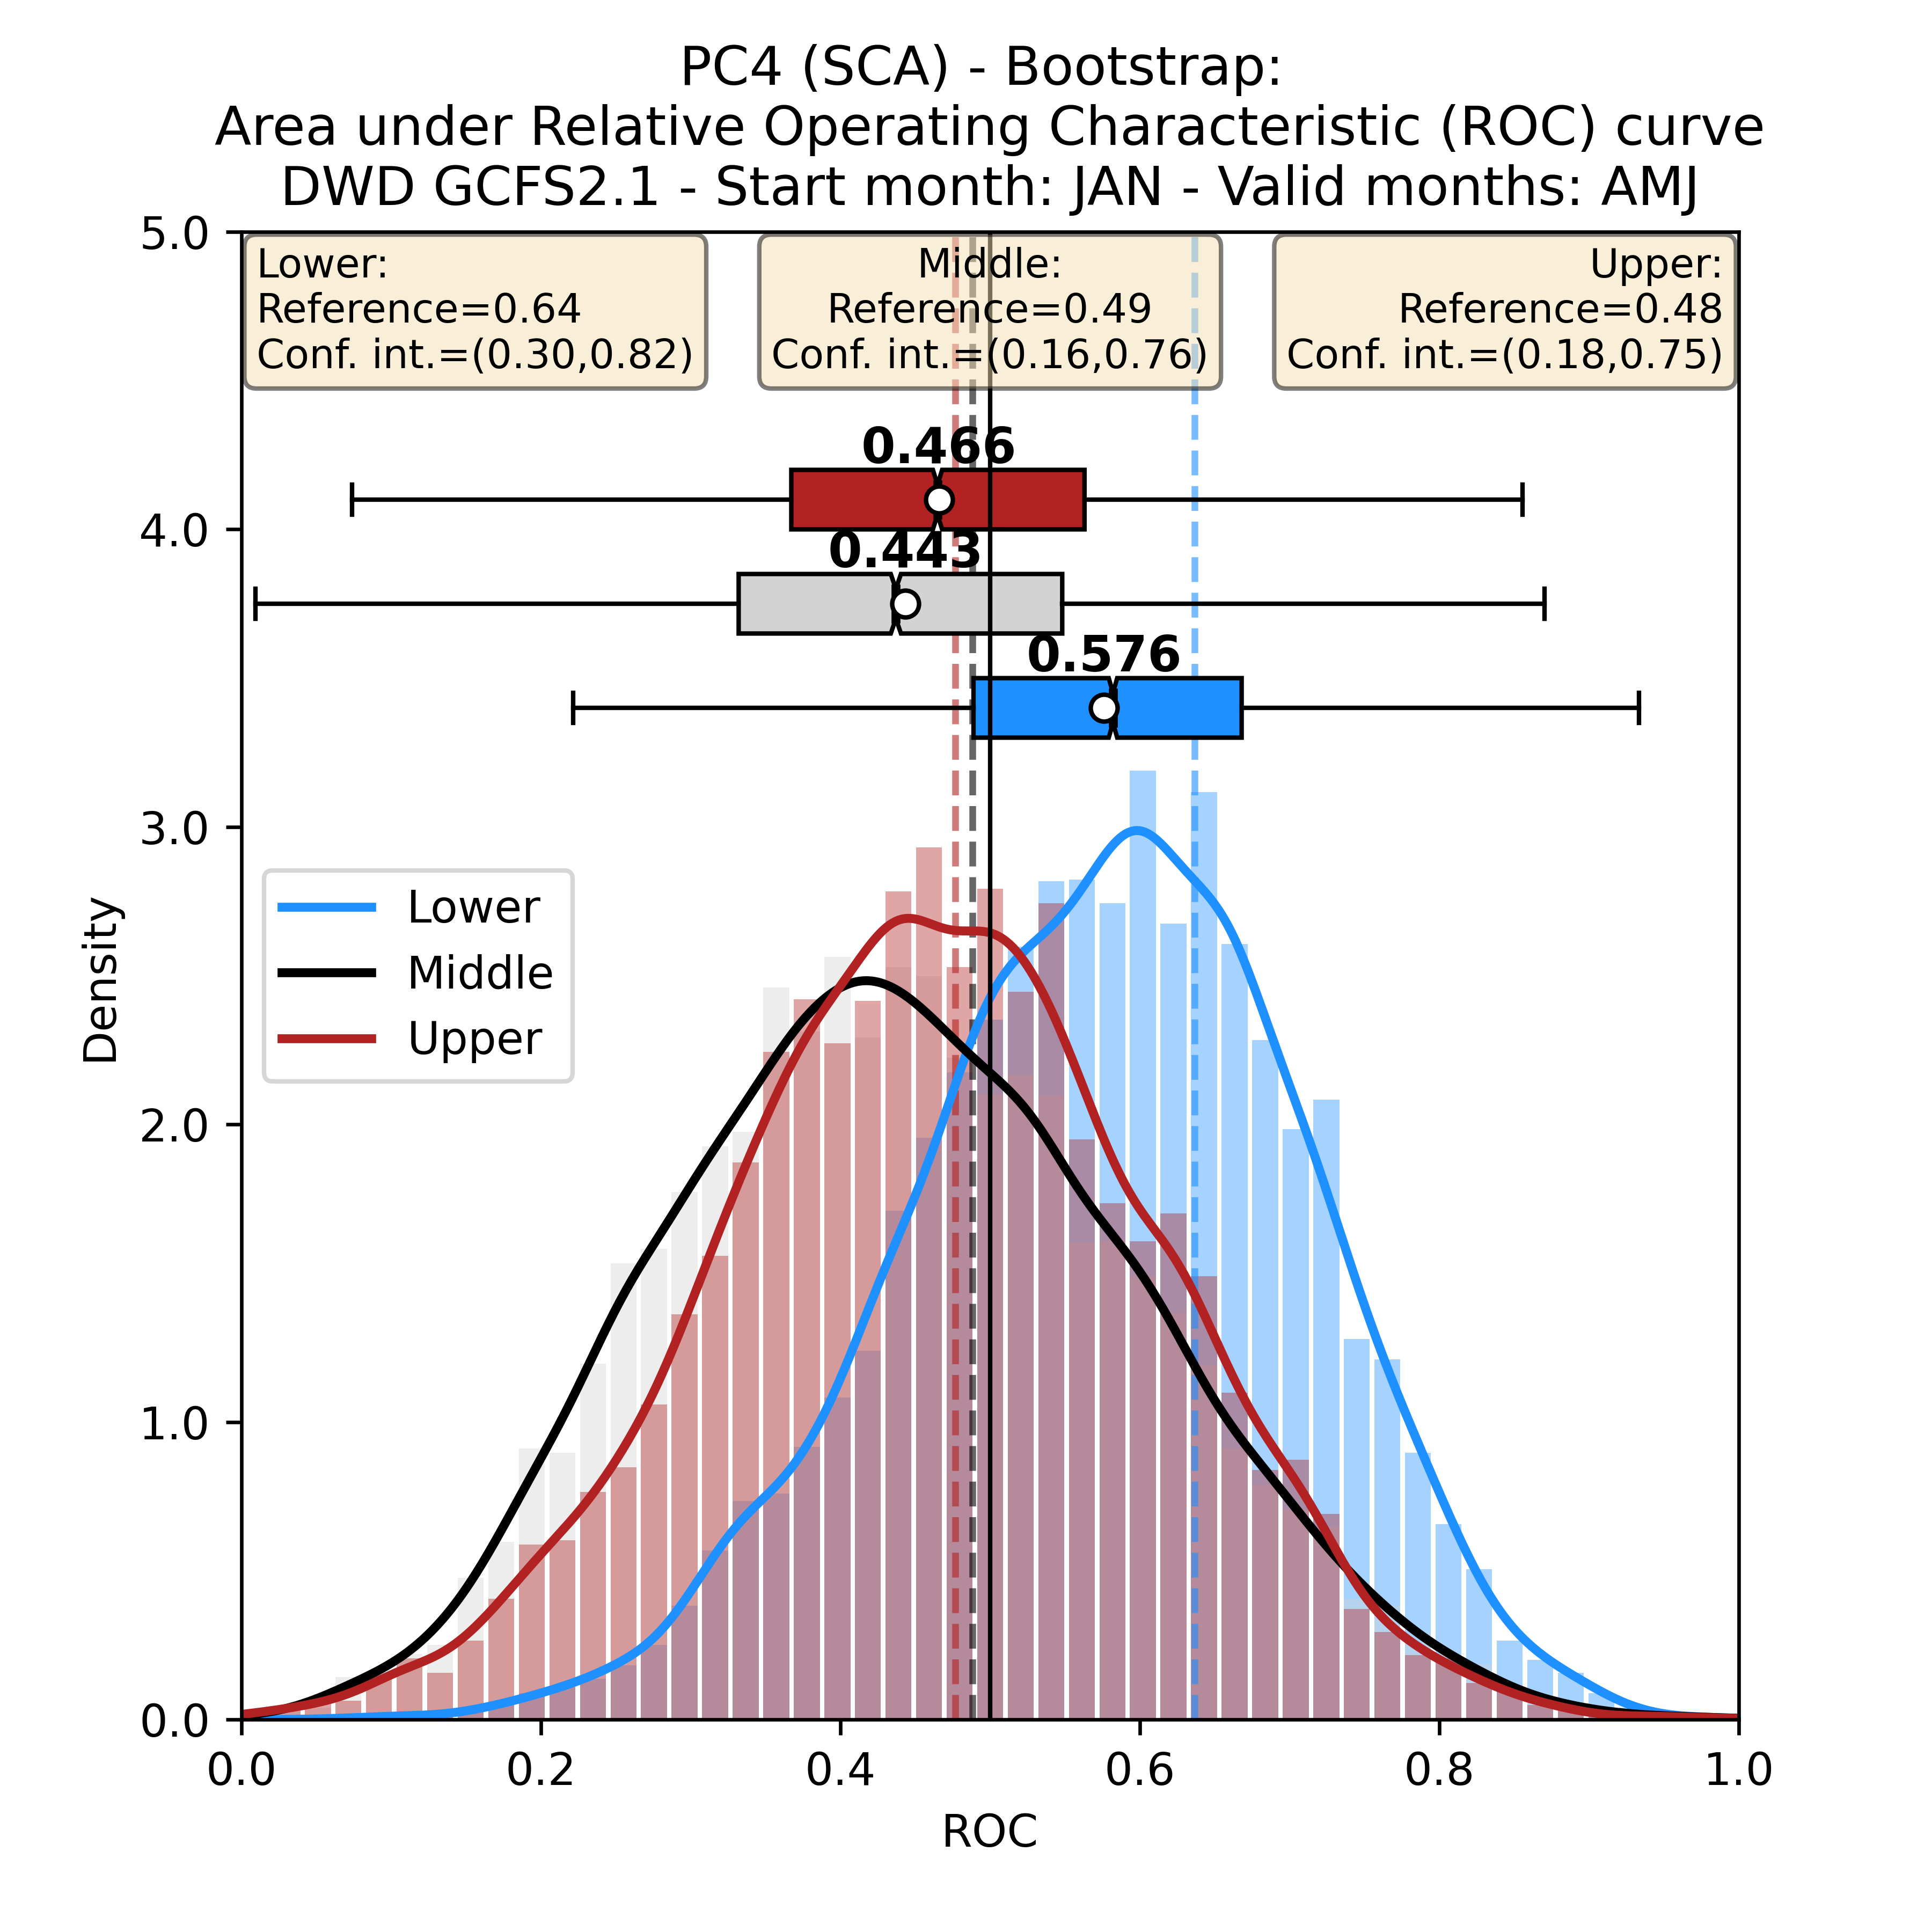 PC4 (SCA) - Bootstrap:
Area under Relative Operating Characteristic (ROC) curve
DWD GCFS2.1 - Start month: JAN - Valid months: AMJ
Lower:
Reference=0.64
Conf. int.=(0.30,0.82)
Middle:
Reference=0.49
Conf. int.=(0.16,0.76)
Upper:
Reference=0.48
Conf. int.=(0.18,0.75)
0.466
0.443
0.576
Lower
Middle
Upper
Density
5.0
4.0
3.0
2.0
1.0
0.0
0.0
0.2
0.4
0.6
0.8
1.0
ROC